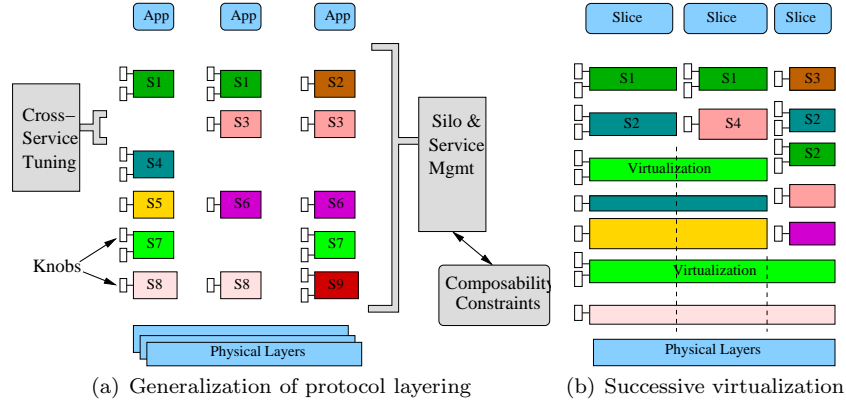 App App App
S1 S1 S2
S3 S3
Cross–
Service
Tuning
S4
S5 S6 S6
S7 S7
Knobs
S8 S8 S9
Silo &
Service
Mgmt
Composability
Constraints
Physical Layers
(a) Generalization of protocol layering
Slice Slice Slice
S1 S1 S3
S2 S4 S2
S2
Virtualization
Virtualization
Physical Layers
(b) Successive virtualization